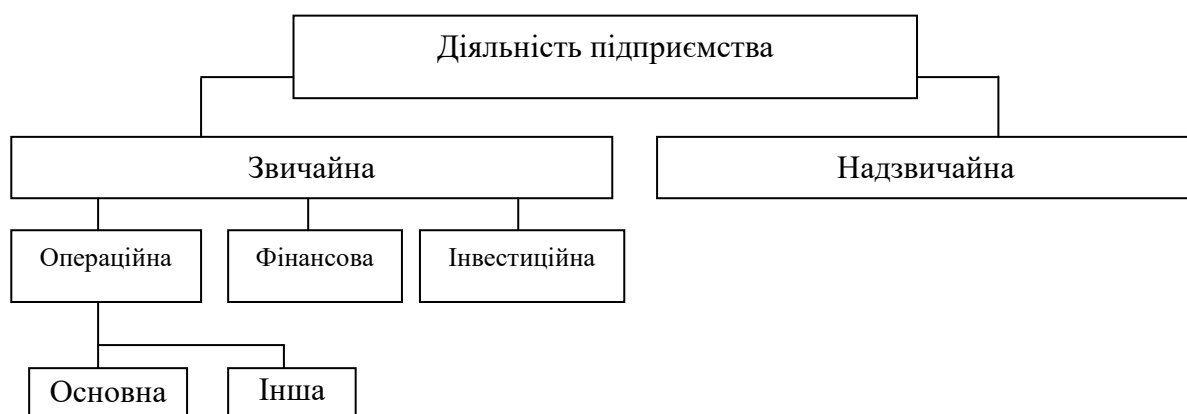 Діяльність підприємства
Звичайна
Надзвичайна
Операційна
Фінансова
Інвестиційна
Основна
Інша